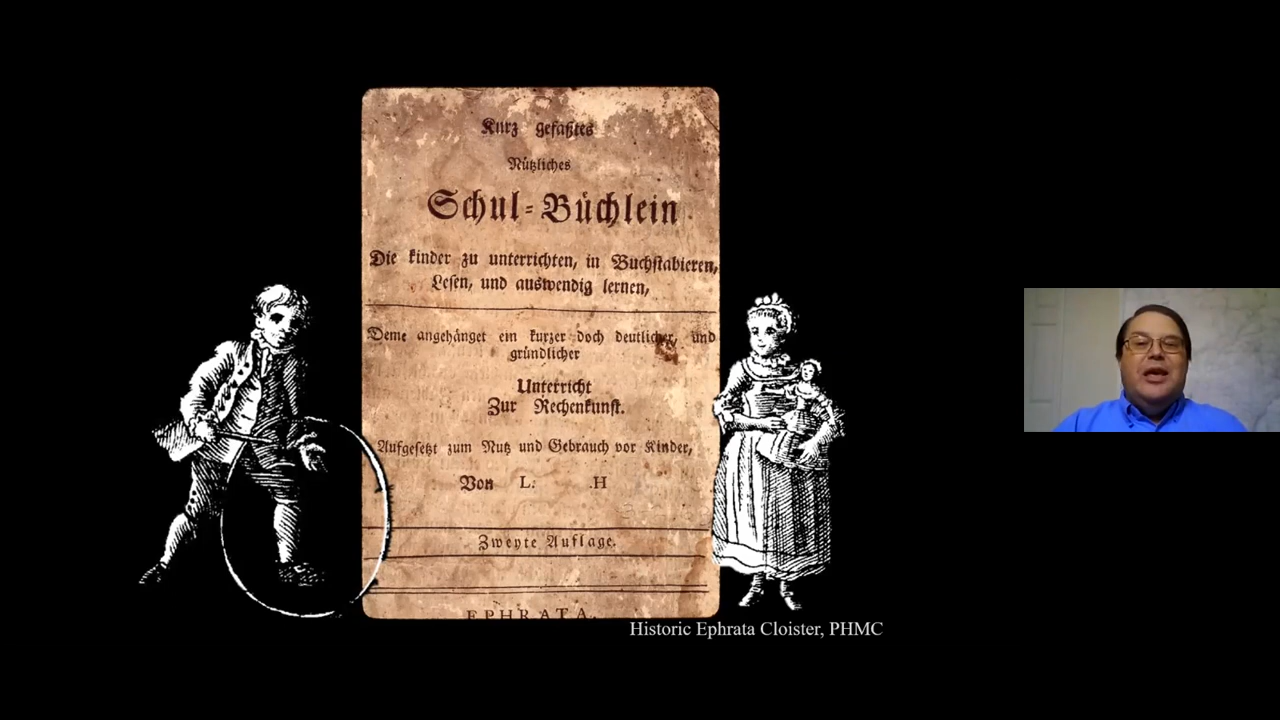 Kurz gefaßtes
Nützliches
Schul-Büchlein
Die kinder zu unterrichten, in Buchstabieren,
Lesen, und auswendig lernen,
Deme angehänget ein kurzer doch deutlicher, und
gründlicher
Unterricht
Zur Rechenkunst.
Aufgesetzt zum Nutz und Gebrauch vor Kinder,
Von L. H
Zweyte Auflage.
EPHRATA.
Historic Ephrata Cloister, PHMC